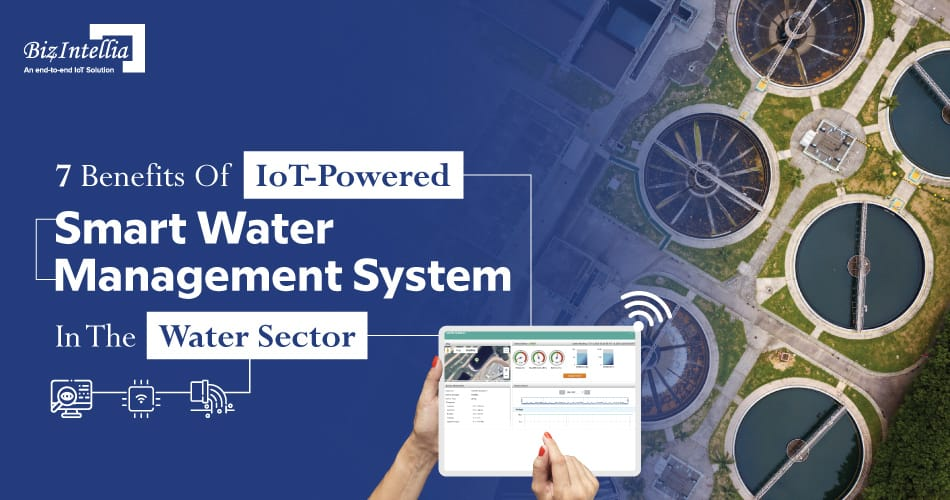 BizIntellia
An end-to-end IoT Solution
7 Benefits Of IoT-Powered
Smart Water
Management System
In The Water Sector